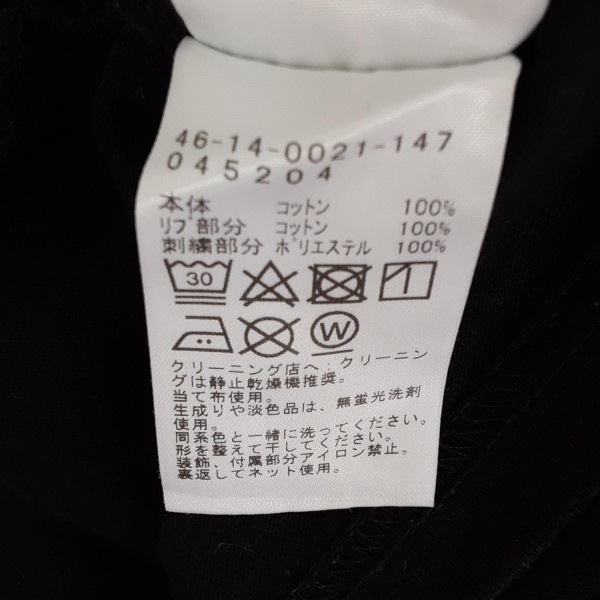 46-14-0021-147
045204
本体 コットン 100%
リブ部分 コットン 100%
刺繍部分 ポリエステル 100%
30
W
クリーニング店へ:クリーニン
グは静止乾燥機推奨。
当て布使用。
生成りや淡色品は、無蛍光洗剤
使用。
同系色と一緒に洗ってください。
形を整えて干してください。
装飾、付属部分アイロン禁止。
裏返してネット使用。